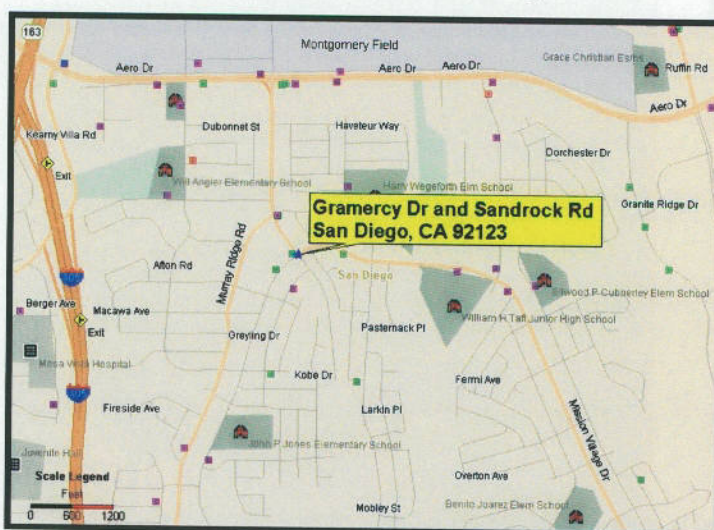 163
Montgomery Field
Grace Christian Esms
Ruffin Rd
Aero Dr
Aero Dr
Aero Dr
Aero Dr
Kearny Villa Rd
Dubonnet St
Haveteur Way
Dorchester Dr
Exit
Will Angier Elementary School
Harry Wegeforth Elm School
Gramercy Dr and Sandrock Rd
San Diego, CA 92123
Granite Ridge Dr
Murray Ridge Rd
Afton Rd
San Diego
Berger Ave
Macawa Ave
Exit
Ellwood P Cubberley Elem School
William H Taft Junior High School
Greyling Dr
Pasternack Pl
Mesa Vista Hospital
Kobe Dr
Fermi Ave
805
Fireside Ave
Larkin Pl
Mission Village Dr
John P Jones Elementary School
Juvenile Hall
Scale Legend
Feet
0 600 1200
Overton Ave
Mobley St
Benito Juarez Elem School